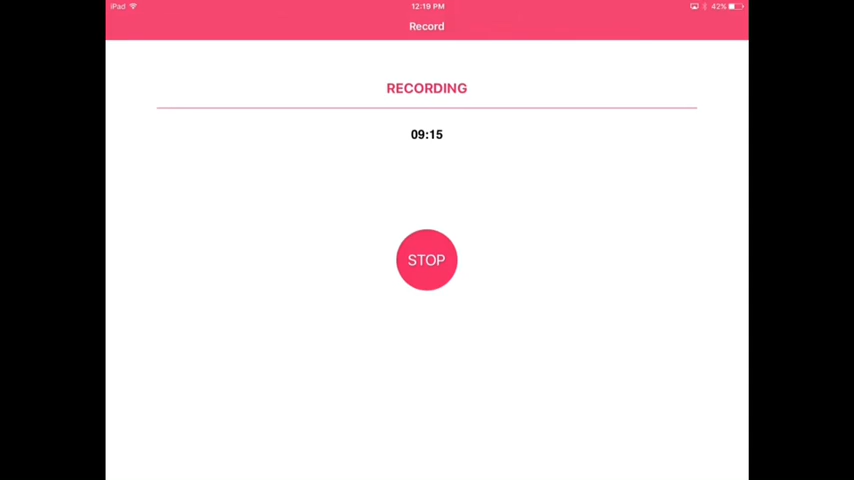 iPad 12:19 PM 42%
Record
RECORDING
09:15
STOP